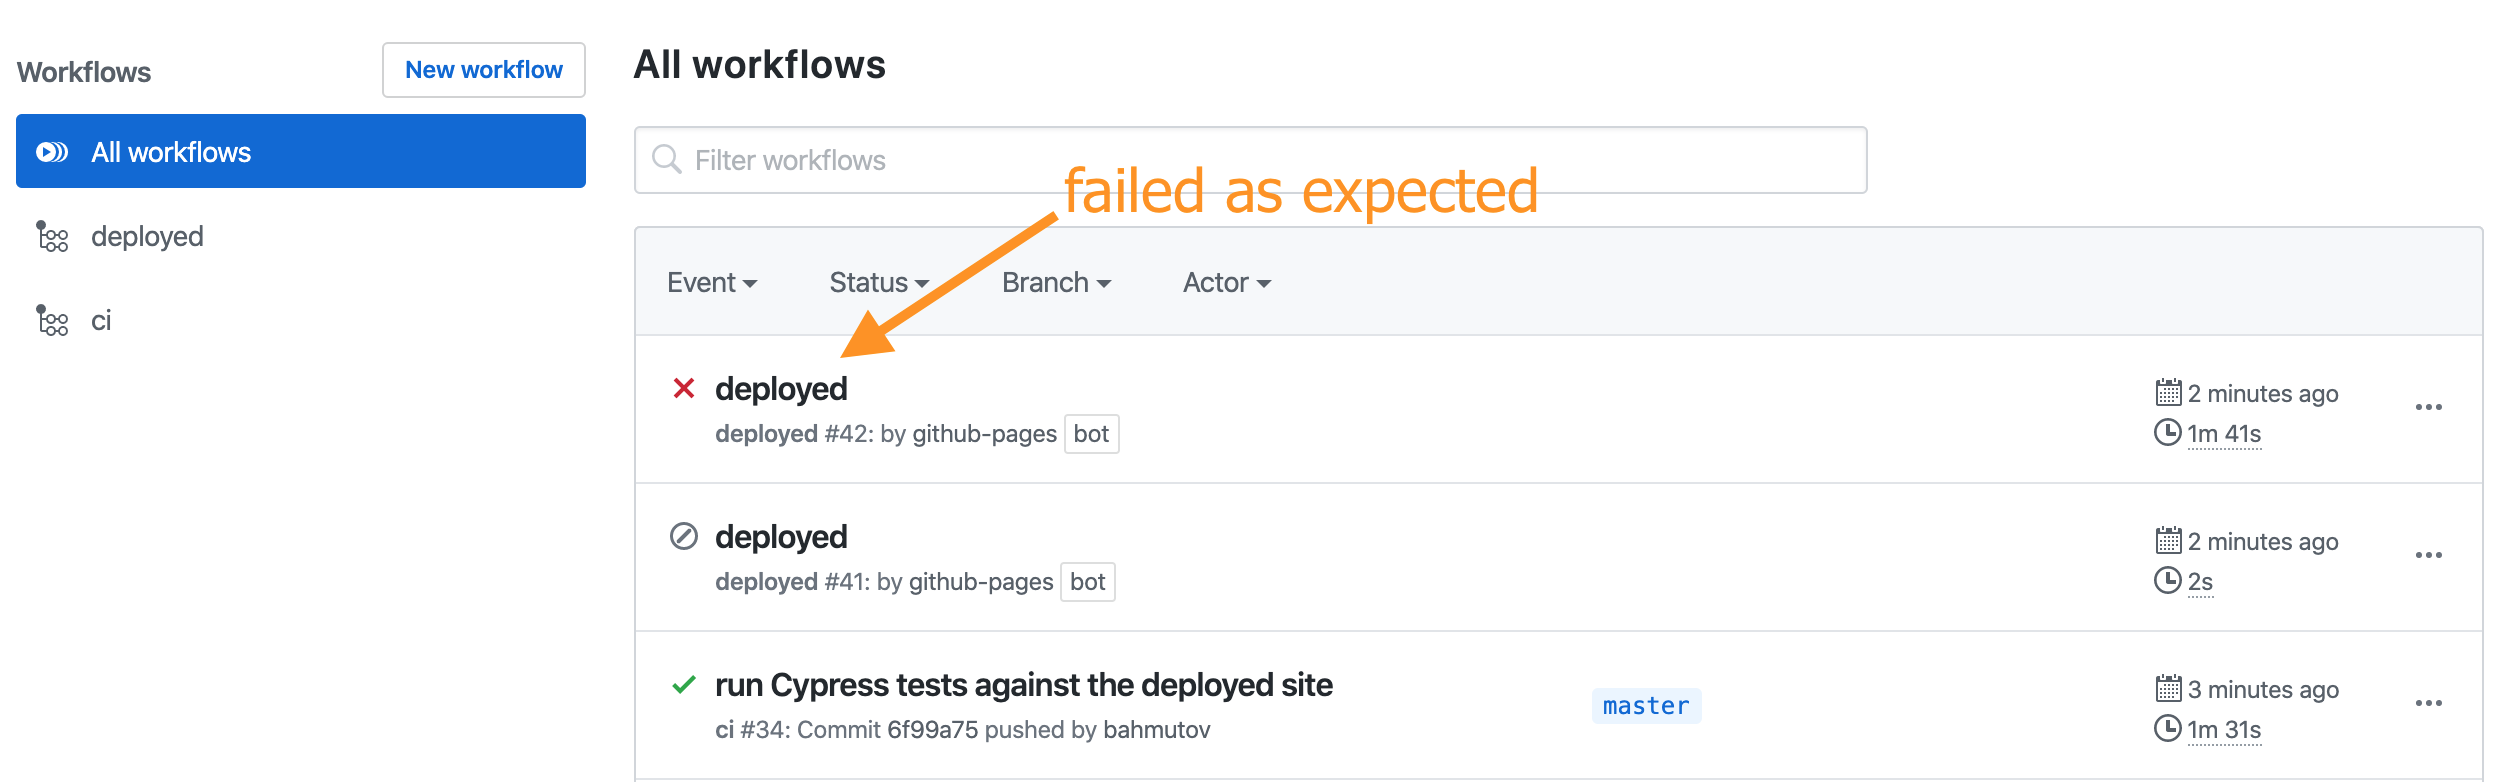 Workflows
New workflow
All workflows
deployed
ci
All workflows
Filter workflows
failed as expected
Event Status Branch Actor
deployed
deployed #42: by github-pages bot
2 minutes ago
1m 41s
deployed
deployed #41: by github-pages bot
2 minutes ago
2s
run Cypress tests against the deployed site
ci #34: Commit 6f99a75 pushed by bahmutov
master
3 minutes ago
1m 31s